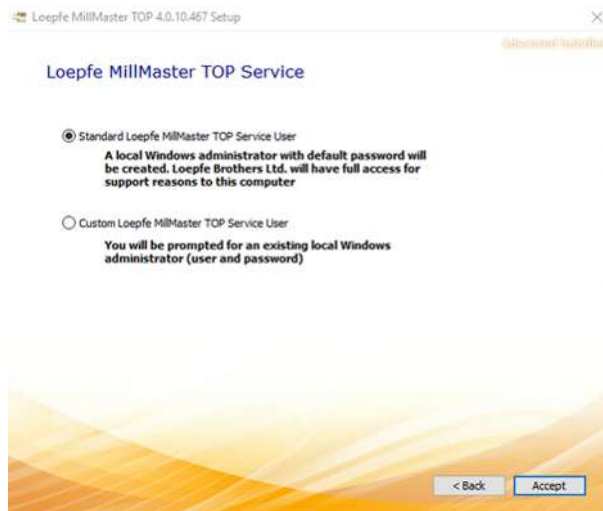 Loepfe MillMaster TOP 4.0.10.467 Setup
Advanced Installer
Loepfe MillMaster TOP Service
Standard Loepfe MillMaster TOP Service User
A local Windows administrator with default password will
be created. Loepfe Brothers Ltd. will have full access for
support reasons to this computer
Custom Loepfe MillMaster TOP Service User
You will be prompted for an existing local Windows
administrator (user and password)
< Back
Accept